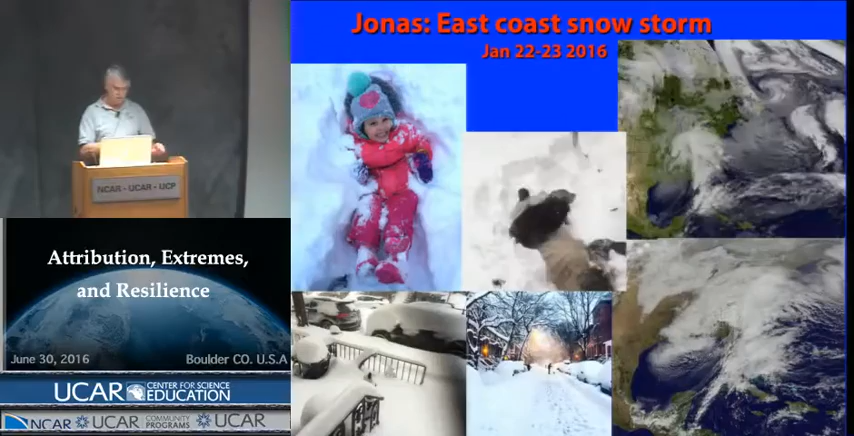 Jonas: East coast snow storm
Jan 22-23 2016
NCAR - UCAR - UCP
Attribution, Extremes,
and Resilience
June 30, 2016
Boulder CO. U.S.A
UCAR CENTER FOR SCIENCE
EDUCATION
NCAR UCAR COMMUNITY
PROGRAMS UCAR